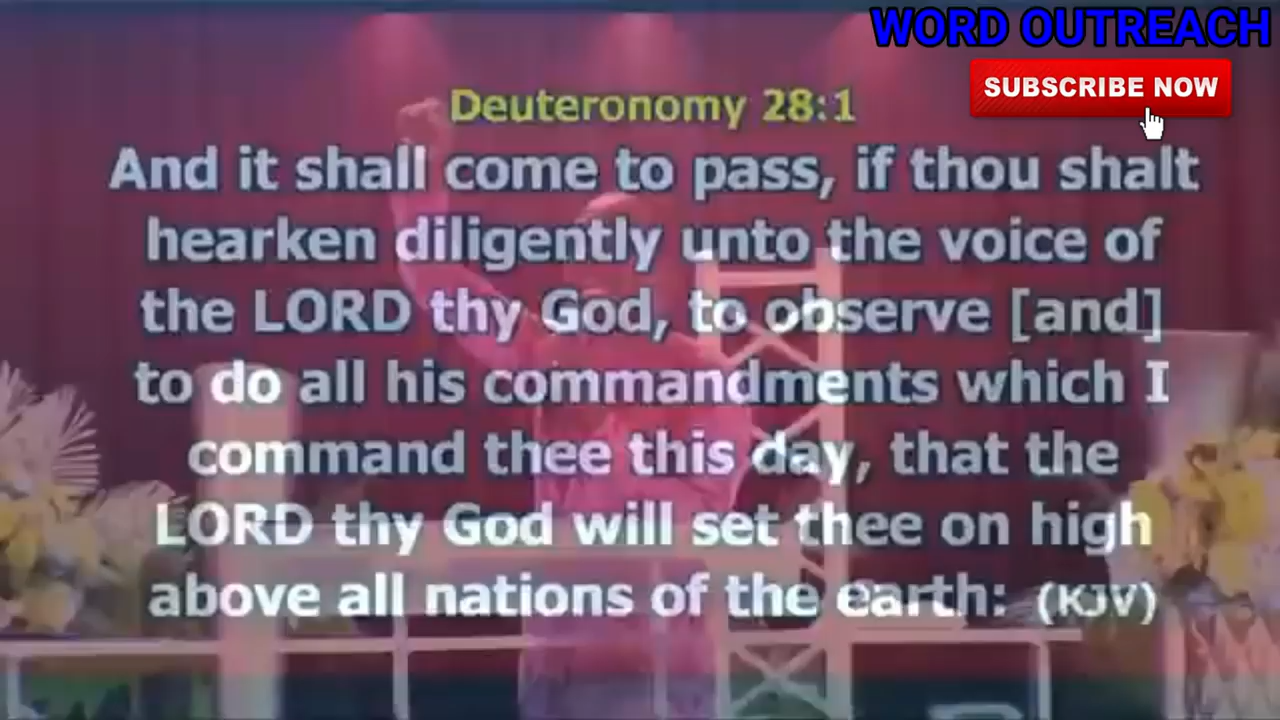 WORD OUTREACH
SUBSCRIBE NOW
Deuteronomy 28:1
And it shall come to pass, if thou shalt
hearken diligently unto the voice of
the LORD thy God, to observe [and]
to do all his commandments which I
command thee this day, that the
LORD thy God will set thee on high
above all nations of the earth: (KJV)